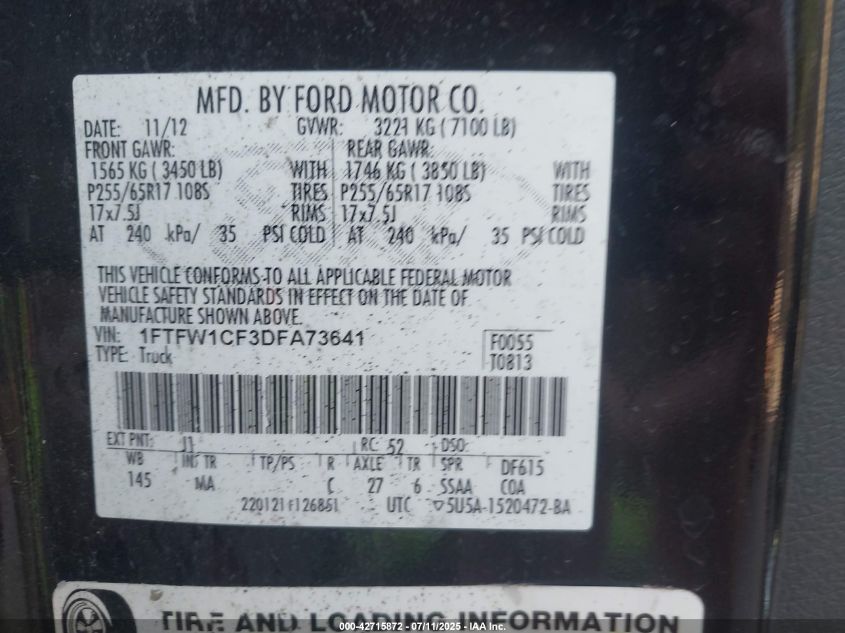 MFD. BY FORD MOTOR CO.
DATE: 11/12 GVWR: 3221 KG ( 7100 LB)
FRONT GAWR: REAR GAWR:
1565 KG ( 3450 LB) WITH 1746 KG ( 3850 LB) WITH
P255/65R17 108S TIRES P255/65R17 108S TIRES
17x7.5J RIMS 17x7.5J RIMS
AT 240 kPa/ 35 PSI COLD AT 240 kPa/ 35 PSI COLD
THIS VEHICLE CONFORMS TO ALL APPLICABLE FEDERAL MOTOR
VEHICLE SAFETY STANDARDS IN EFFECT ON THE DATE OF
MANUFACTURE SHOWN ABOVE.
VIN: 1FTFW1CF3DFA73641 F0055
TYPE: Truck T0813
EXT PNT: J1 RC: 52 DSO:
WB INT TR TP/PS R AXLE TR SPR DF615
145 MA C 27 6 SSAA COA
UTC ▽5U5A-1520472-BA
TIRE AND LOADING INFORMATION
000-42715872 - 07/11/2025 - IAA Inc.